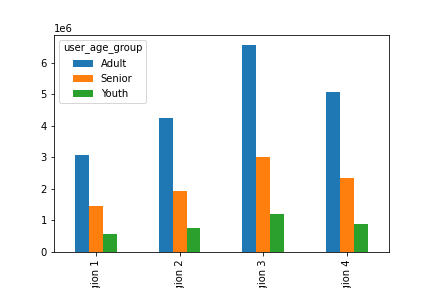 1e6
user_age_group
Adult
Senior
Youth
6
5
4
3
2
1
0
gion 1
gion 2
gion 3
gion 4